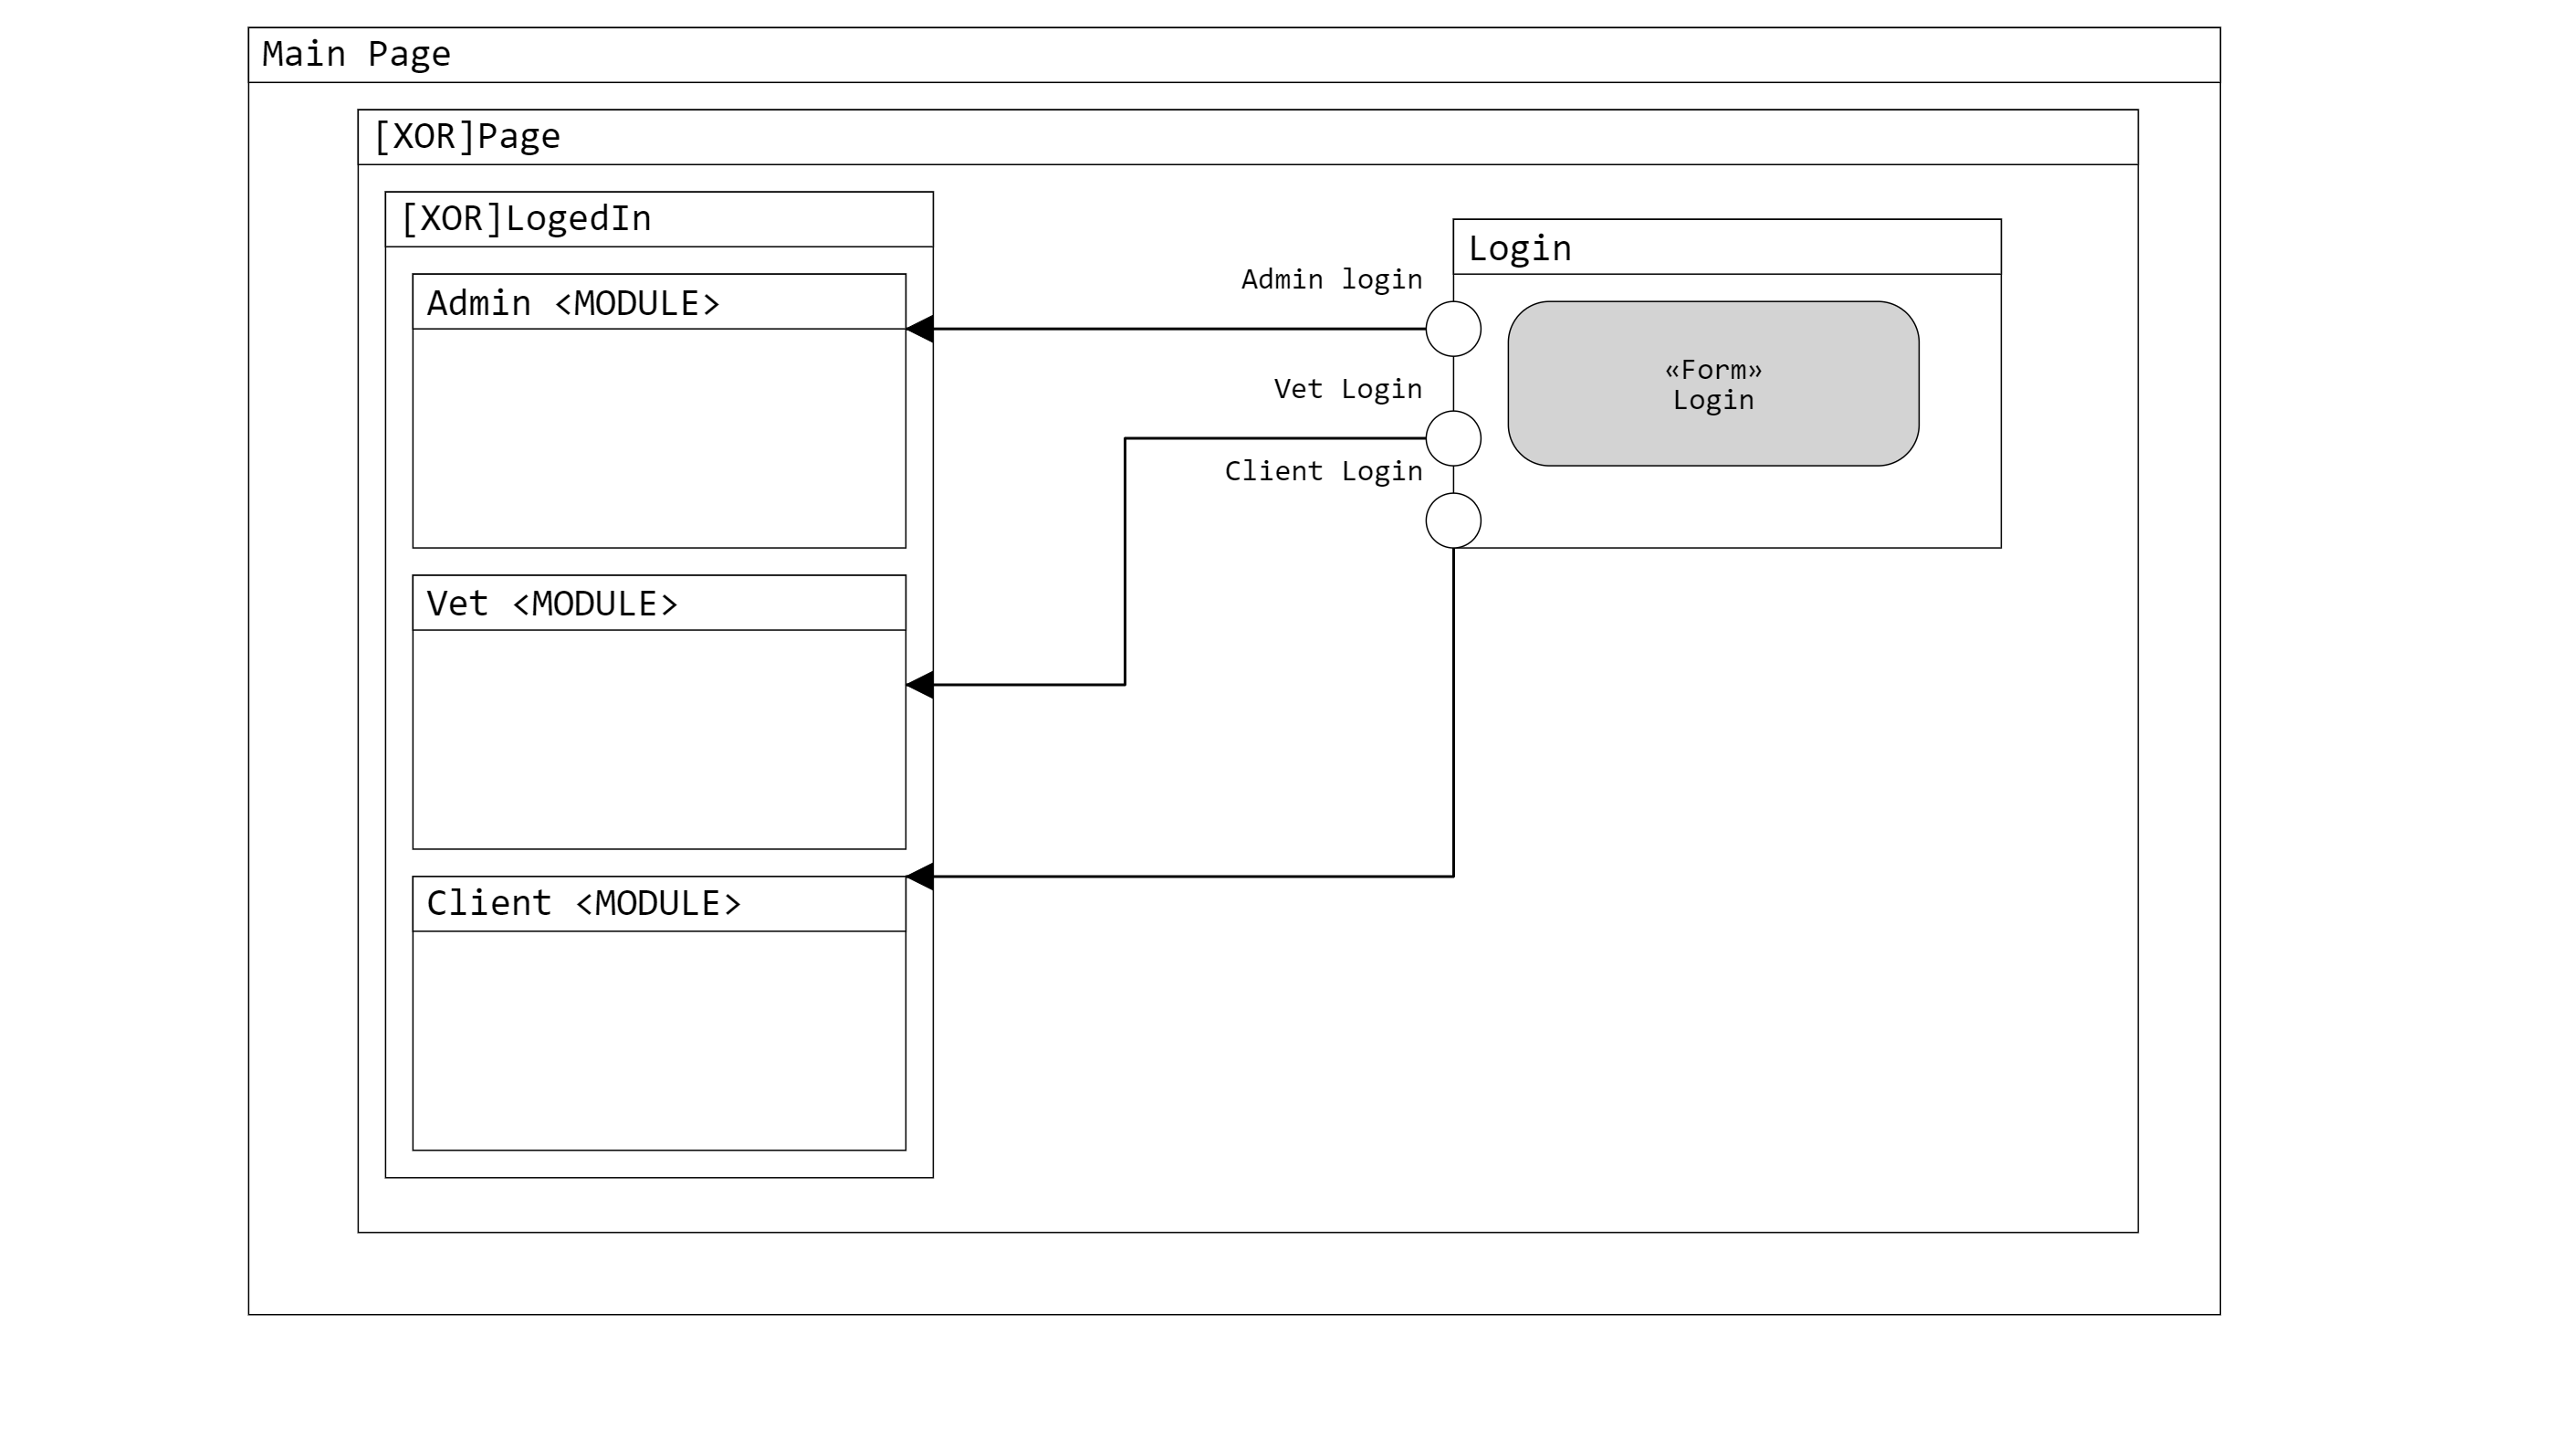 Main Page
[XOR]Page
[XOR]LogedIn
Admin <MODULE>
Vet <MODULE>
Client <MODULE>
Admin login
Vet Login
Client Login
Login
«Form»
Login